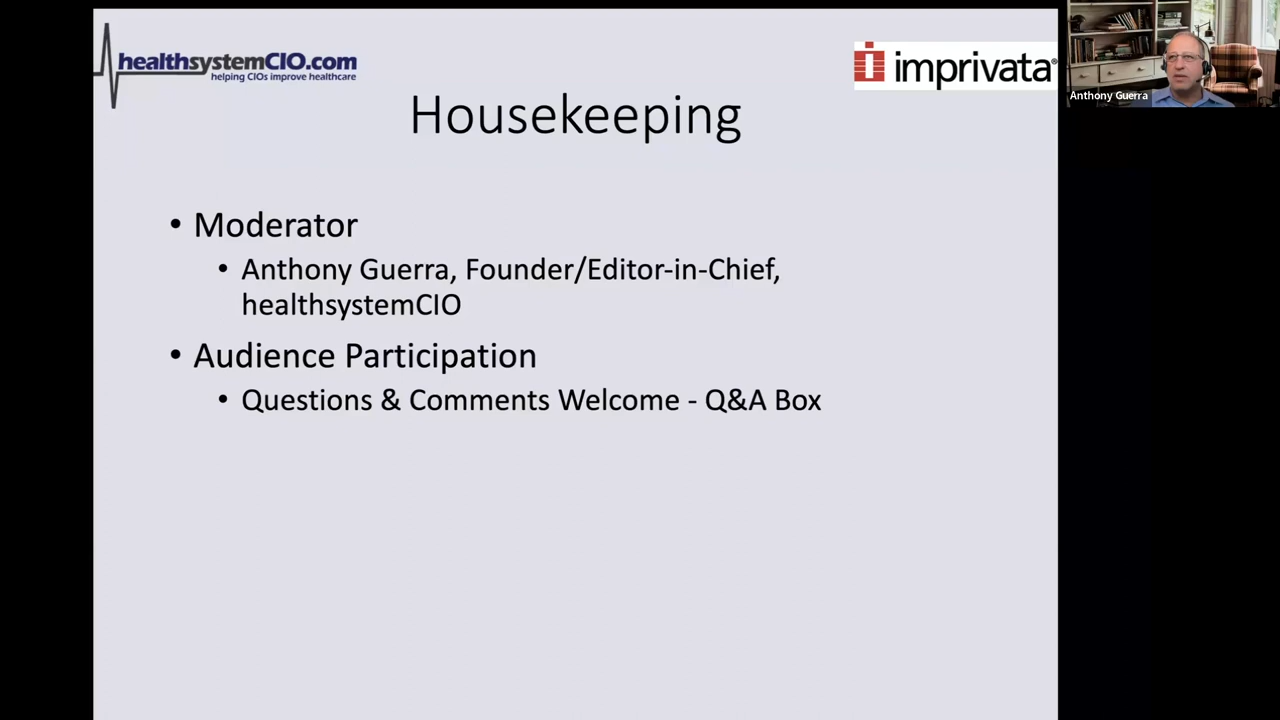 healthsystemCIO.com
helping CIOs improve healthcare
imprivata®
Anthony Guerra
Housekeeping
• Moderator
• Anthony Guerra, Founder/Editor-in-Chief,
healthsystemCIO
• Audience Participation
• Questions & Comments Welcome - Q&A Box